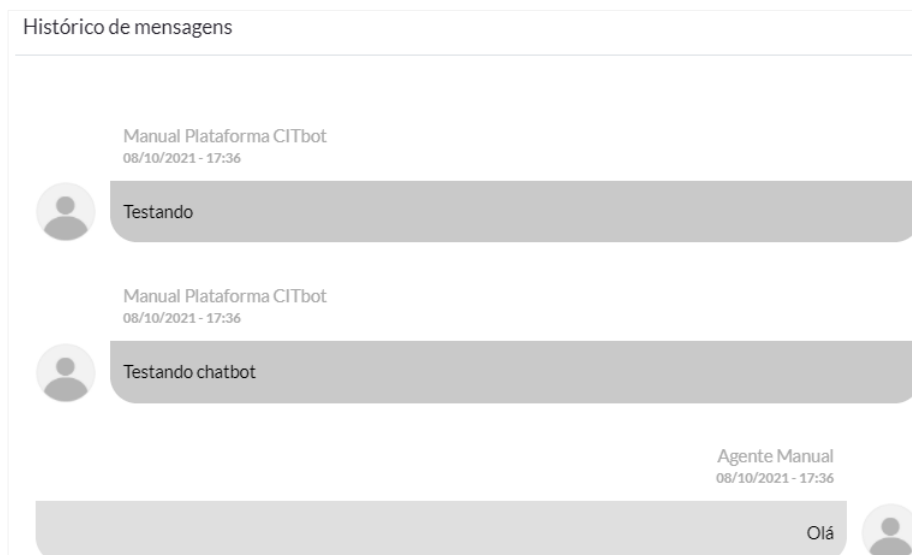 Histórico de mensagens
Manual Plataforma CITbot
08/10/2021 - 17:36
Testando
Manual Plataforma CITbot
08/10/2021 - 17:36
Testando chatbot
Agente Manual
08/10/2021 - 17:36
Olá